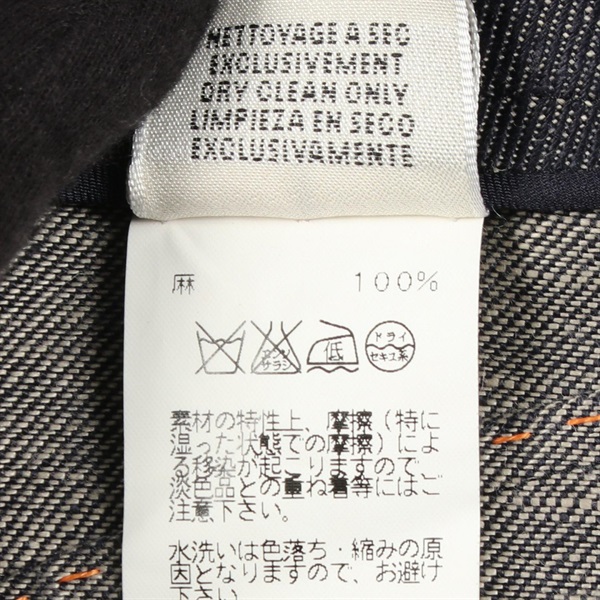 NETTOYAGE A SEC
EXCLUSIVEMENT
DRY CLEAN ONLY
LIMPIEZA EN SECO
EXCLUSIVAMENTE
麻 100%
エンソ サラシ 低 ドライ セキユ系
素材の特性上、摩擦(特に
湿った状態での摩擦)によ
る移染が起こりますので、
淡色品との重ね着等にはご
注意下さい。
水洗いは色落ち・縮みの原
因となりますので、お避け
下さい。